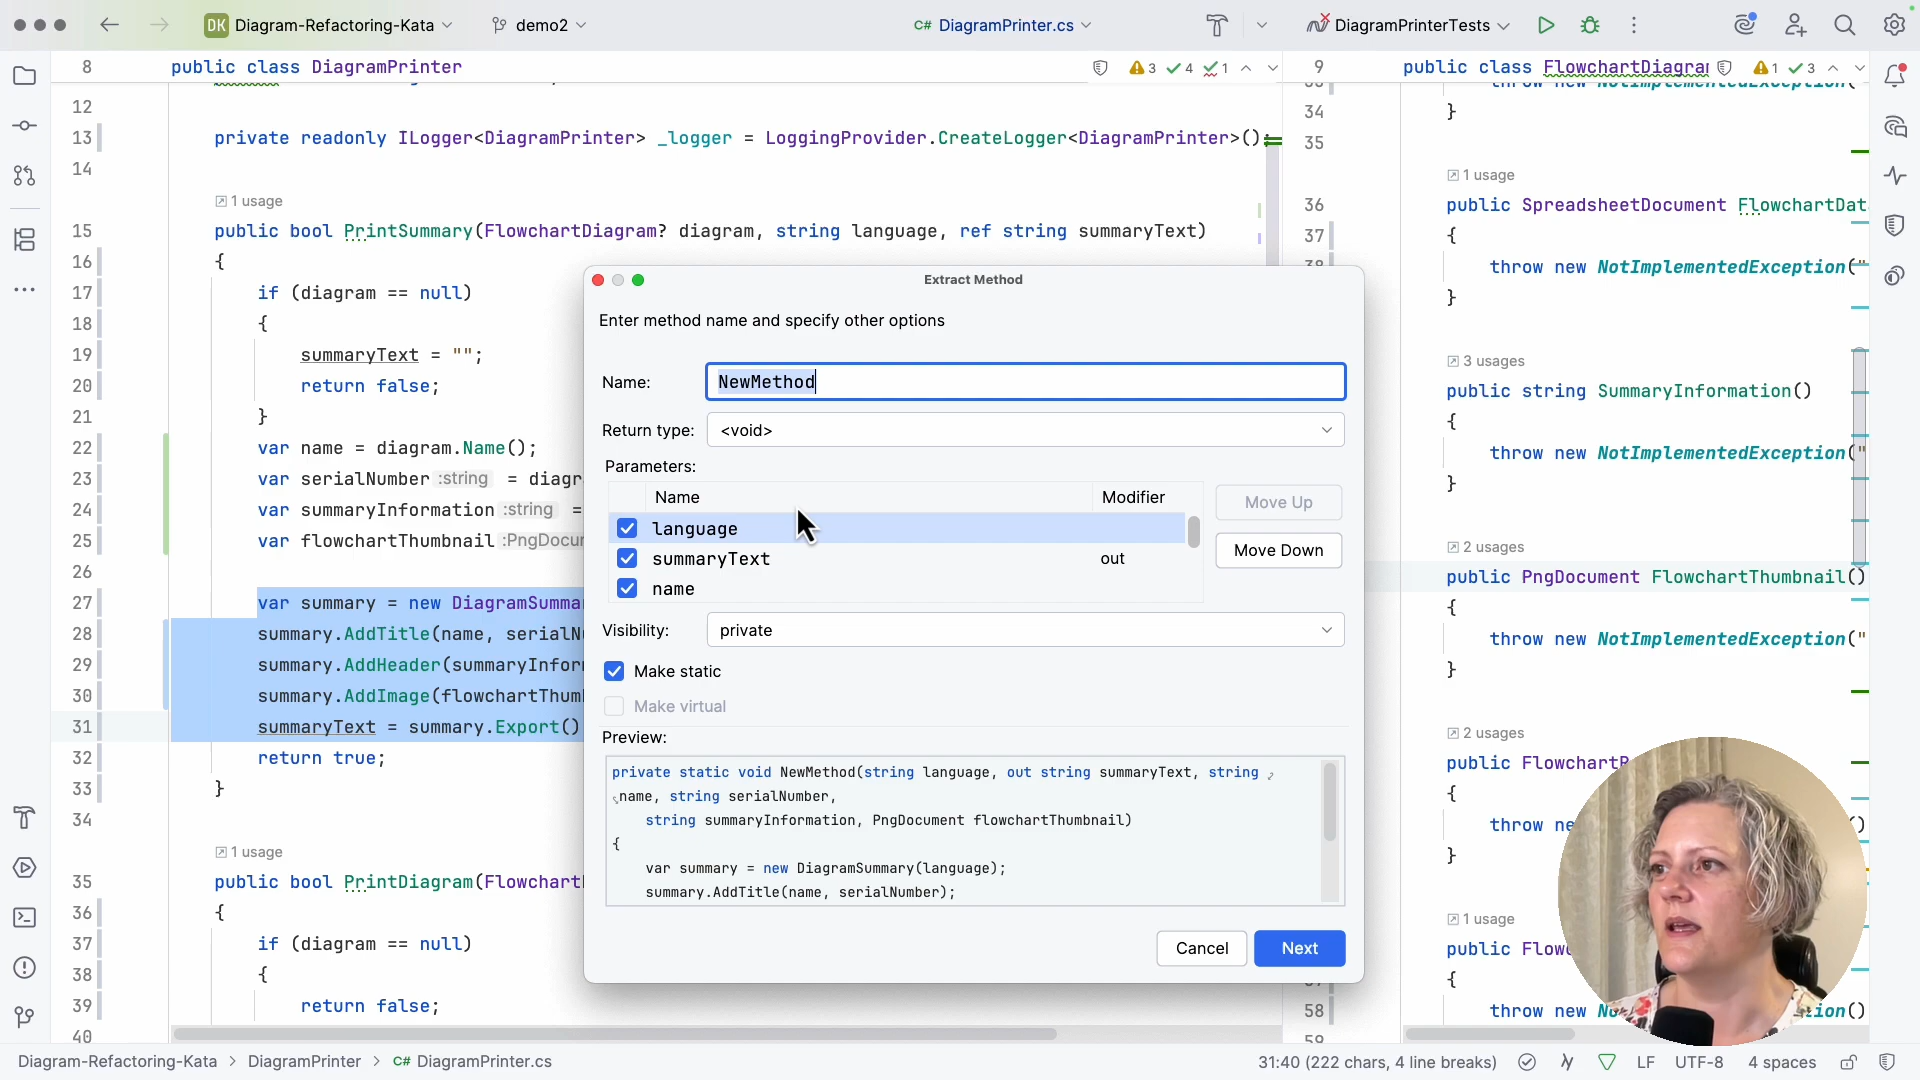 DK Diagram-Refactoring-Kata demo2 C# DiagramPrinter.cs DiagramPrinterTests
8 public class DiagramPrinter 3 4 1
12
13 private readonly ILogger<DiagramPrinter> _logger = LoggingProvider.CreateLogger<DiagramPrinter>();
14
1 usage
15 public bool PrintSummary(FlowchartDiagram? diagram, string language, ref string summaryText)
16 {
17 if (diagram == null)
18 {
19 summaryText = "";
20 return false;
21 }
22 var name = diagram.Name();
23 var serialNumber :string = diagr
24 var summaryInformation :string =
25 var flowchartThumbnail :PngDocu
26
27 var summary = new DiagramSumma
28 summary.AddTitle(name, serialN
29 summary.AddHeader(summaryInfor
30 summary.AddImage(flowchartThum
31 summaryText = summary.Export()
32 return true;
33 }
34
1 usage
35 public bool PrintDiagram(Flowchart
36 {
37 if (diagram == null)
38 {
39 return false;
40
Extract Method
Enter method name and specify other options
Name: NewMethod
Return type: <void>
Parameters:
Name Modifier
language
summaryText out
name
Move Up
Move Down
Visibility: private
Make static
Make virtual
Preview:
private static void NewMethod(string language, out string summaryText, string
name, string serialNumber,
string summaryInformation, PngDocument flowchartThumbnail)
{
var summary = new DiagramSummary(language);
summary.AddTitle(name, serialNumber);
Cancel Next
9 public class FlowchartDiagra 1 3
throw new NotImplementedException(
34 }
35
1 usage
36 public SpreadsheetDocument FlowchartDat
37 {
38 throw new NotImplementedException("
}
3 usages
public string SummaryInformation()
{
throw new NotImplementedException("
}
2 usages
public PngDocument FlowchartThumbnail()
{
throw new NotImplementedException("
}
2 usages
public FlowchartR
{
throw ne
}
1 usage
public Flow
{
58 throw new
59
Diagram-Refactoring-Kata > DiagramPrinter > C# DiagramPrinter.cs
31:40 (222 chars, 4 line breaks) LF UTF-8 4 spaces